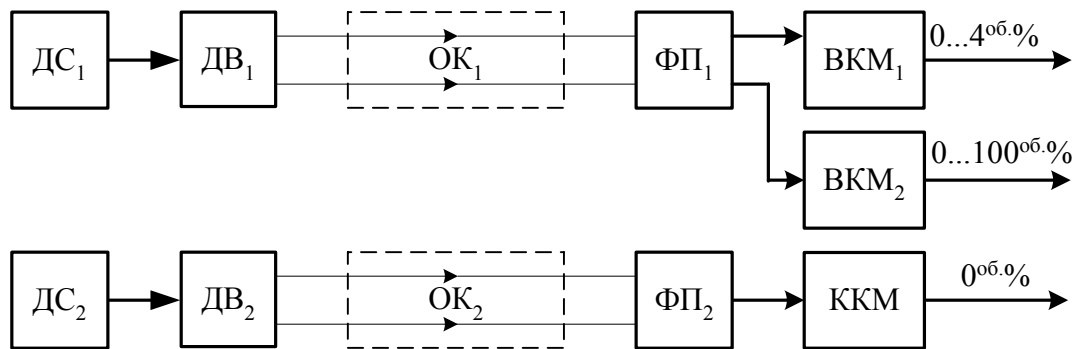 ДС₁ ДВ₁ ОК₁ ФП₁ ВКМ₁ 0...4об.%
ВКМ₂ 0...100об.%
ДС₂ ДВ₂ ОК₂ ФП₂ ККМ 0об.%